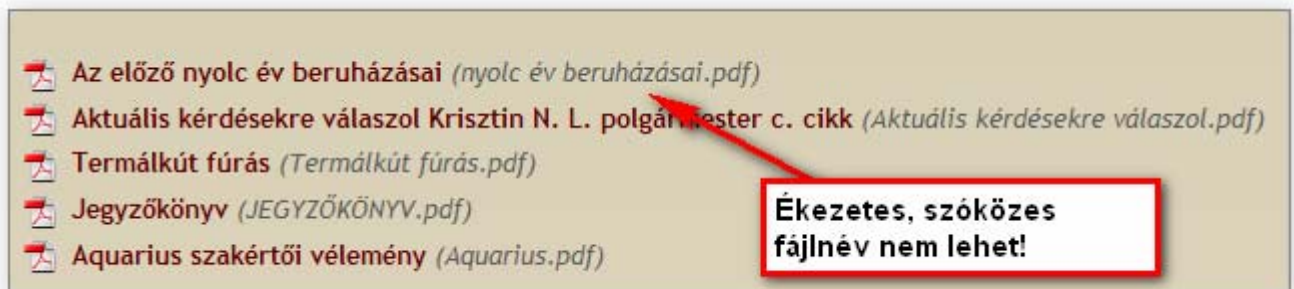 Az előző nyolc év beruházásai (nyolc év beruházásai.pdf)
Aktuális kérdésekre válaszol Krisztin N. L. polgármester c. cikk (Aktuális kérdésekre válaszol.pdf)
Termálkút fúrás (Termálkút fúrás.pdf)
Jegyzőkönyv (JEGYZŐKÖNYV.pdf)
Aquarius szakértői vélemény (Aquarius.pdf)
Ékezetes, szóközes
fájlnév nem lehet!